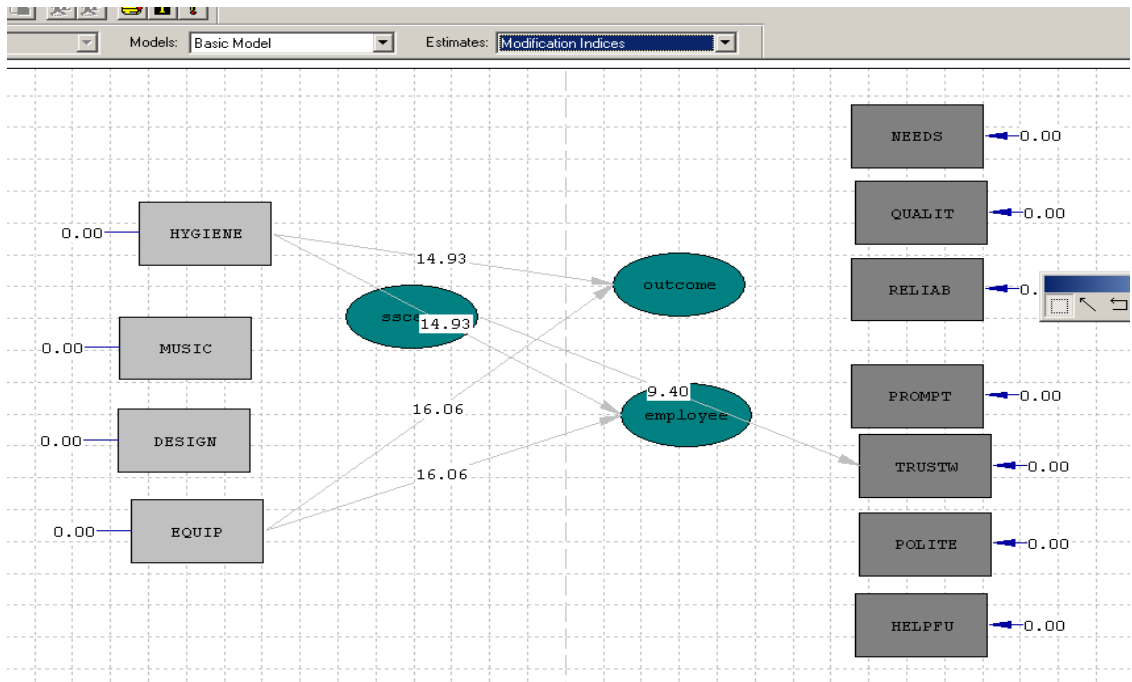 Models: Basic Model Estimates: Modification Indices
NEEDS 0.00
QUALIT 0.00
0.00 HYGIENE
14.93
outcome
RELIAB 0.
14.93
0.00 MUSIC
9.40
PROMPT 0.00
16.06
employee
0.00 DESIGN
TRUSTW 0.00
16.06
0.00 EQUIP
POLITE 0.00
HELPFU 0.00